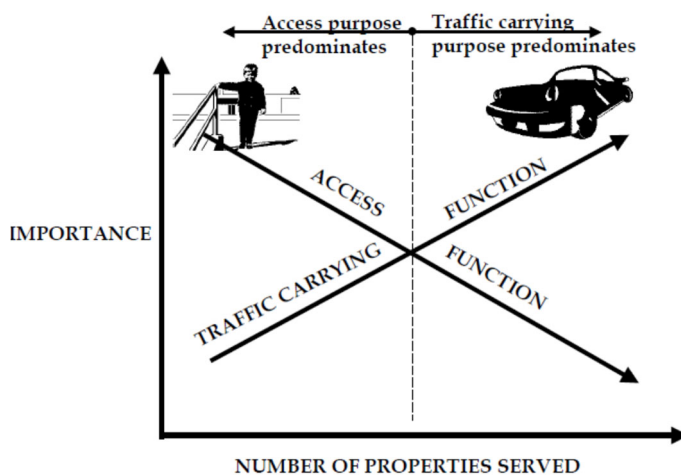 Access purpose
predominates
Traffic carrying
purpose predominates
IMPORTANCE
ACCESS
FUNCTION
TRAFFIC CARRYING
FUNCTION
NUMBER OF PROPERTIES SERVED